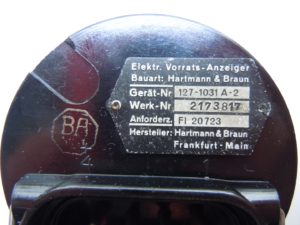 Elektr. Vorrats-Anzeiger
Bauart: Hartmann & Braun
Gerät-Nr 127-1031 A-2
Werk-Nr 2173817
Anforderz. Fl 20723
Hersteller: Hartmann & Braun
Frankfurt-Main
BA
4